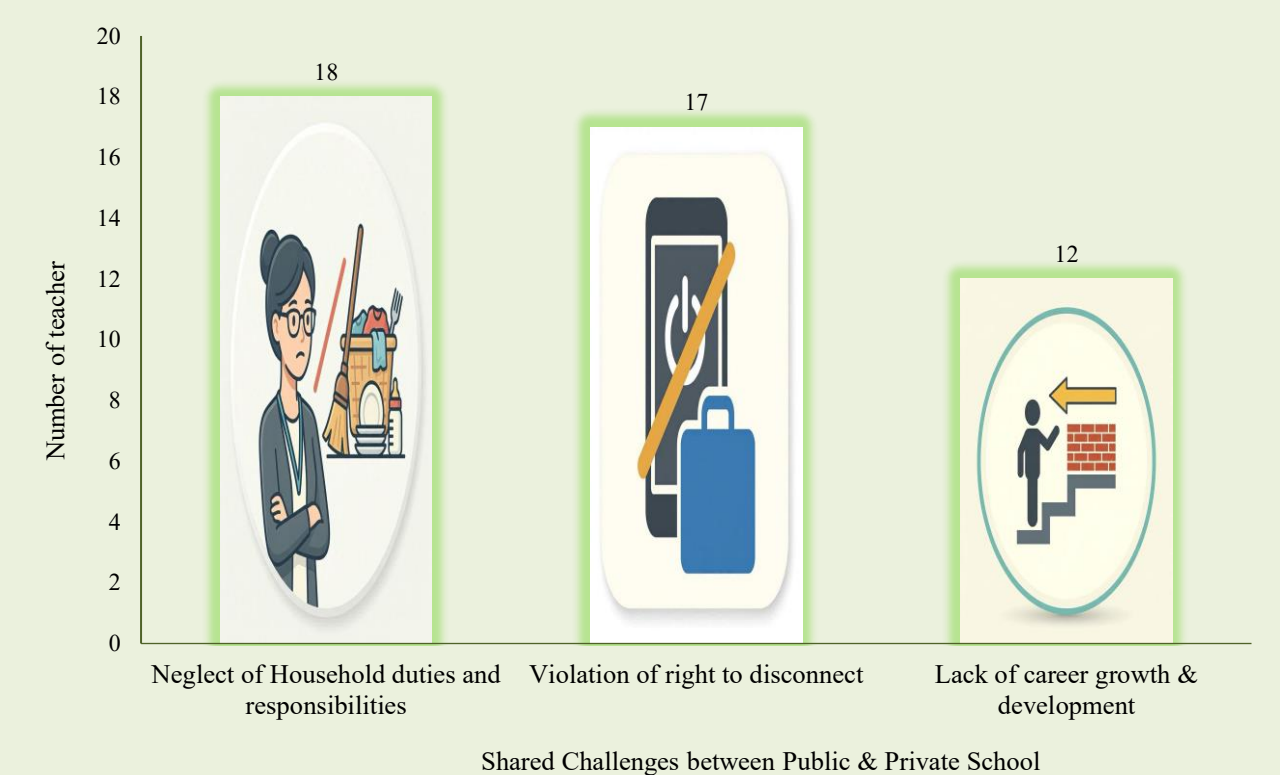 20
18
16
14
12
10
8
6
4
2
0
Number of teacher
18
17
12
Neglect of Household duties and
responsibilities
Violation of right to disconnect
Lack of career growth &
development
Shared Challenges between Public & Private School